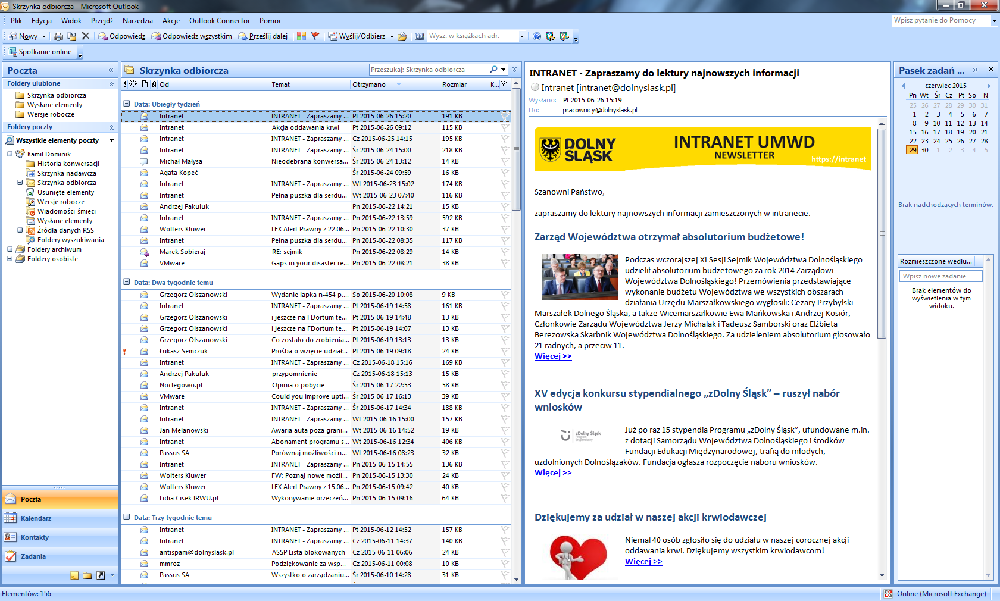 Skrzynka odbiorcza - Microsoft Outlook
Plik Edycja Widok Przejdź Narzędzia Akcje Outlook Connector Pomoc
Wpisz pytanie do Pomocy
Nowy Odpowiedz Odpowiedz wszystkim Prześlij dalej Wyślij/Odbierz Wysz. w książkach adr.
Spotkanie online
Poczta
Foldery ulubione
Skrzynka odbiorcza
Wysłane elementy
Wersje robocze
Foldery poczty
Wszystkie elementy poczty
Kamil Dominik
Historia konwersacji
Skrzynka nadawcza
Skrzynka odbiorcza
Usunięte elementy
Wersje robocze
Wiadomości-śmieci
Wysłane elementy
Źródła danych RSS
Foldery wyszukiwania
Foldery archiwum
Foldery osobiste
Poczta
Kalendarz
Kontakty
Zadania
Skrzynka odbiorcza
Przeszukaj: Skrzynka odbiorcza
Od Temat Otrzymano Rozmiar K...
Data: Ubiegły tydzień
Intranet INTRANET - Zapraszamy ... Pt 2015-06-26 15:20 191 KB
Intranet Akcja oddawania krwi Pt 2015-06-26 09:12 115 KB
Intranet INTRANET - Zapraszamy ... Cz 2015-06-25 14:15 195 KB
Intranet INTRANET - Zapraszamy ... Śr 2015-06-24 15:00 218 KB
Michał Małysa Nieodebrana konwersa... Śr 2015-06-24 13:12 14 KB
Agata Kopeć Śr 2015-06-24 09:59 16 KB
Intranet INTRANET - Zapraszamy ... Wt 2015-06-23 15:02 174 KB
Intranet Pełna puszka dla serdu... Wt 2015-06-23 07:40 116 KB
Andrzej Pakuluk Pn 2015-06-22 14:21 15 KB
Intranet INTRANET - Zapraszamy ... Pn 2015-06-22 13:59 592 KB
Wolters Kluwer LEX Alert Prawny z 22.06... Pn 2015-06-22 10:30 37 KB
Intranet Pełna puszka dla serdu... Pn 2015-06-22 08:35 117 KB
Marek Sobieraj RE: sejmik Pn 2015-06-22 08:29 14 KB
VMware Gaps in your disaster re... Pn 2015-06-22 08:21 38 KB
Data: Dwa tygodnie temu
Grzegorz Olszanowski Wydanie lapka n-454 p.... So 2015-06-20 10:08 9 KB
Intranet INTRANET - Zapraszamy ... Pt 2015-06-19 14:58 161 KB
Grzegorz Olszanowski i jeszcze na FDortum te... Pt 2015-06-19 14:48 13 KB
Grzegorz Olszanowski i jeszcze na FDortum te... Pt 2015-06-19 14:07 13 KB
Grzegorz Olszanowski Co zostało do zrobienia... Pt 2015-06-19 13:13 13 KB
Łukasz Semczuk Prośba o wzięcie udział... Pt 2015-06-19 09:18 24 KB
Intranet INTRANET - Zapraszamy ... Cz 2015-06-18 15:16 169 KB
Andrzej Pakuluk przypomnienie Cz 2015-06-18 15:13 15 KB
Noclegowo.pl Opinia o pobycie Śr 2015-06-17 22:53 58 KB
VMware Could you improve upti... Śr 2015-06-17 16:13 39 KB
Intranet INTRANET - Zapraszamy ... Śr 2015-06-17 14:34 188 KB
Intranet INTRANET - Zapraszamy ... Wt 2015-06-16 15:00 157 KB
Jan Melanowski Awaria auta poza grani... Wt 2015-06-16 14:52 19 KB
Intranet Abonament programu s... Wt 2015-06-16 12:34 406 KB
Passus SA Porównaj możliwości n... Wt 2015-06-16 08:23 32 KB
Intranet INTRANET - Zapraszamy ... Pn 2015-06-15 14:55 136 KB
Wolters Kluwer FW: Poznaj nowe możli... Pn 2015-06-15 13:30 24 KB
Wolters Kluwer LEX Alert Prawny z 15.06... Pn 2015-06-15 09:42 40 KB
Lidia Cisek IRWU.pl Wykonywanie orzeczeń... Pn 2015-06-15 09:16 64 KB
Data: Trzy tygodnie temu
Intranet INTRANET - Zapraszamy ... Pt 2015-06-12 14:52 157 KB
Intranet INTRANET - Zapraszamy ... Cz 2015-06-11 14:37 140 KB
antispam@dolnyslask.pl ASSP Lista blokowanych Cz 2015-06-11 06:06 24 KB
mmroz Podziękowanie za wsp... Cz 2015-06-11 00:08 10 KB
Passus SA Wszystko o zarządzaniu... Śr 2015-06-10 14:28 31 KB
INTRANET - Zapraszamy do lektury najnowszych informacji
Intranet [intranet@dolnyslask.pl]
Wysłano: Pt 2015-06-26 15:19
Do: pracownicy@dolnyslask.pl
DOLNY
ŚLĄSK
INTRANET UMWD
NEWSLETTER
https://intranet
Szanowni Państwo,
zapraszamy do lektury najnowszych informacji zamieszczonych w intranecie.
Zarząd Województwa otrzymał absolutorium budżetowe!
Podczas wczorajszej XI Sesji Sejmik Województwa Dolnośląskiego
udzielił absolutorium budżetowego za rok 2014 Zarządowi
Województwa Dolnośląskiego! Przemówienia przedstawiające
wykonanie budżetu Województwa we wszystkich obszarach
działania Urzędu Marszałkowskiego wygłosili: Cezary Przybylski
Marszałek Dolnego Śląska, a także Wicemarszałkowie Ewa Mańkowska i Andrzej Kosiór,
Członkowie Zarządu Województwa Jerzy Michalak i Tadeusz Samborski oraz Elżbieta
Berezowska Skarbnik Województwa Dolnośląskiego. Za udzieleniem absolutorium głosowało
21 radnych, a przeciw 11.
Więcej >>
XV edycja konkursu stypendialnego „zDolny Śląsk” – ruszył nabór
wniosków
zDolny Śląsk
Program
Stypendialny
Już po raz 15 stypendia Programu „zDolny Śląsk”, ufundowane m.in.
z dotacji Samorządu Województwa Dolnośląskiego i środków
Fundacji Edukacji Międzynarodowej, trafią do młodych,
uzdolnionych Dolnoślązaków. Fundacja ogłasza rozpoczęcie naboru wniosków.
Więcej >>
Dziękujemy za udział w naszej akcji krwiodawczej
Niemal 40 osób zgłosiło się do udziału w naszej corocznej akcji
oddawania krwi. Dziękujemy wszystkim krwiodawcom!
Więcej >>
Pasek zadań ...
czerwiec 2015
Pn Wt Śr Cz Pt So N
25 26 27 28 29 30 31
1 2 3 4 5 6 7
8 9 10 11 12 13 14
15 16 17 18 19 20 21
22 23 24 25 26 27 28
29 30 1 2 3 4 5
Brak nadchodzących terminów.
Rozmieszczone wedłu...
Wpisz nowe zadanie
Brak elementów do
wyświetlenia w tym
widoku.
Elementów: 156
Online (Microsoft Exchange)